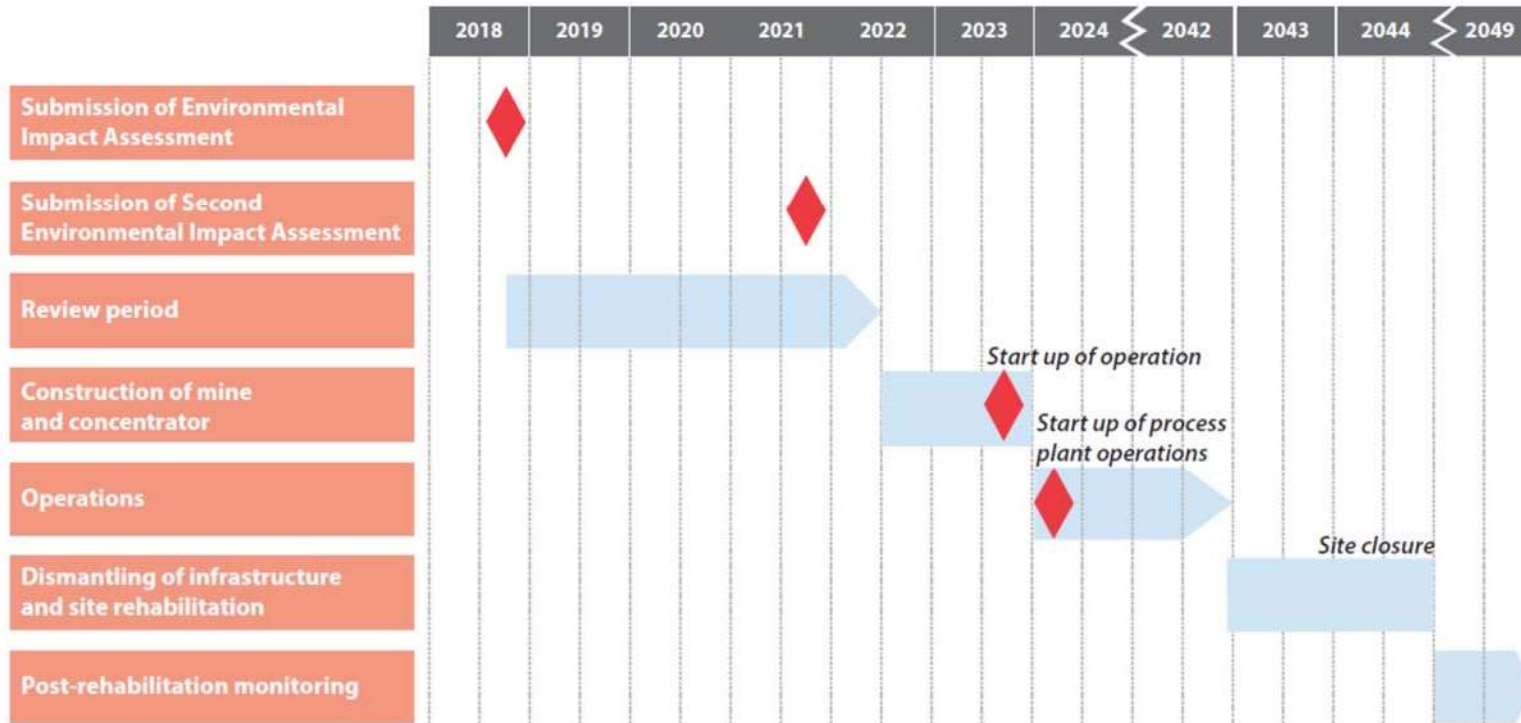 2018 2019 2020 2021 2022 2023 2024 2042 2043 2044 2049
Submission of Environmental
Impact Assessment
Submission of Second
Environmental Impact Assessment
Review period
Start up of operation
Construction of mine
and concentrator
Start up of process
plant operations
Operations
Site closure
Dismantling of infrastructure
and site rehabilitation
Post-rehabilitation monitoring